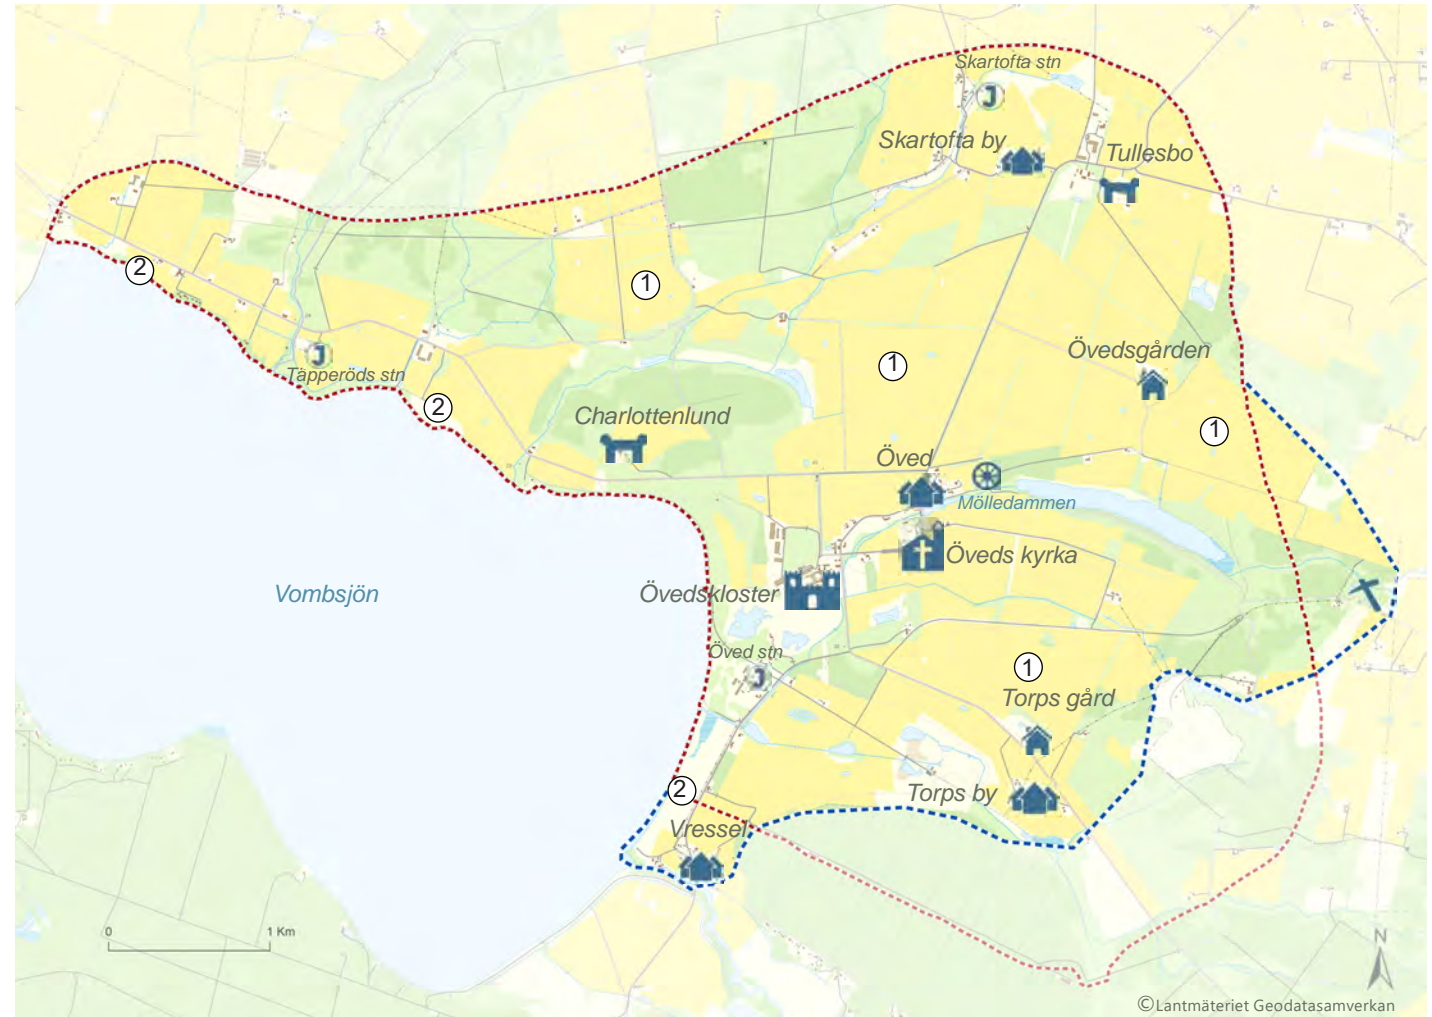 Skartofta stn
J
Skartofta by
Tullesbo
2
1
Övedsgården
1
J
Täpperöds stn
2
Charlottenlund
1
Öved
Mölledammen
Öveds kyrka
Vombsjön
Övedskloster
Öved stn
J
1
Torps gård
2
Torps by
Vressel
0 1 Km
N
©Lantmäteriet Geodatasamverkan